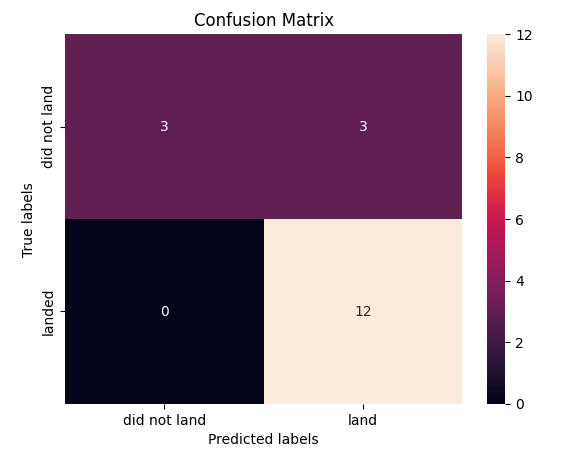 Confusion Matrix
True labels
did not land
landed
3
3
0
12
did not land
land
Predicted labels
12
10
8
6
4
2
0